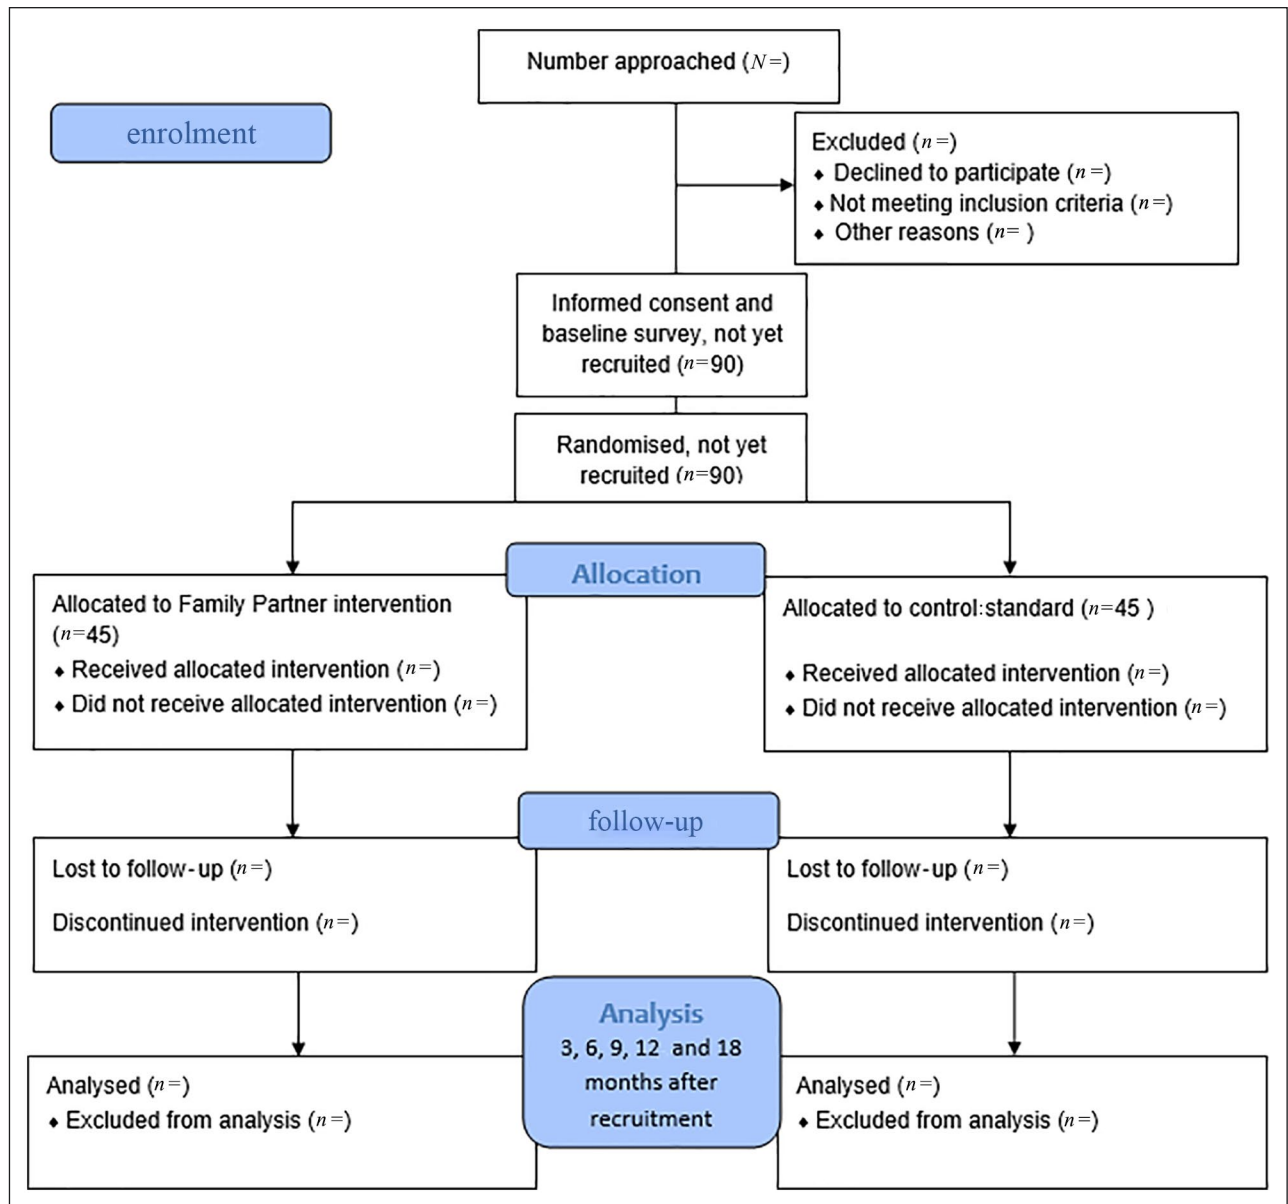 Number approached (N=)
enrolment
Excluded (n=)
♦ Declined to participate (n=)
♦ Not meeting inclusion criteria (n=)
♦ Other reasons (n= )
Informed consent and
baseline survey, not yet
recruited (n=90)
Randomised, not yet
recruited (n=90)
Allocation
Allocated to Family Partner intervention
(n=45)
♦ Received allocated intervention (n=)
♦ Did not receive allocated intervention (n=)
Allocated to control:standard (n=45 )
♦ Received allocated intervention (n=)
♦ Did not receive allocated intervention (n=)
follow-up
Lost to follow-up (n=)
Discontinued intervention (n=)
Lost to follow-up (n=)
Discontinued intervention (n=)
Analysis
3, 6, 9, 12 and 18
months after
recruitment
Analysed (n=)
♦ Excluded from analysis (n=)
Analysed (n=)
♦ Excluded from analysis (n=)